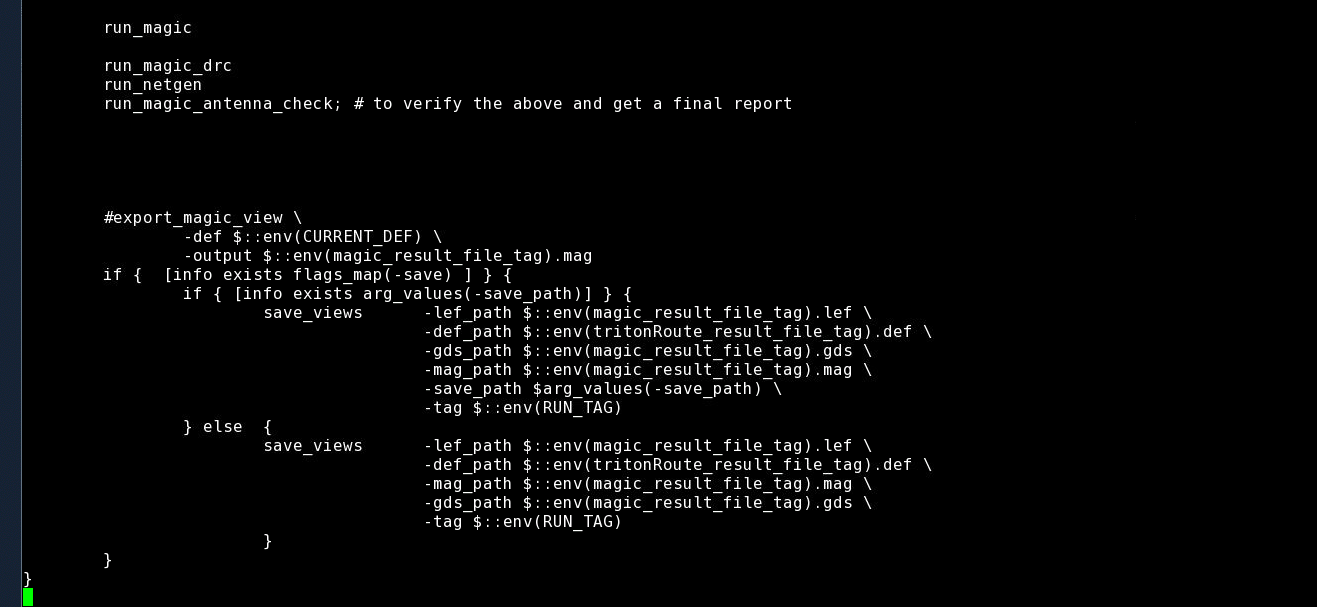 run_magic
run_magic_drc
run_netgen
run_magic_antenna_check; # to verify the above and get a final report
#export_magic_view \
-def $::env(CURRENT_DEF) \
-output $::env(magic_result_file_tag).mag
if {  [info exists flags_map(-save) ] } {
if { [info exists arg_values(-save_path)] } {
save_views      -lef_path $::env(magic_result_file_tag).lef \
-def_path $::env(tritonRoute_result_file_tag).def \
-gds_path $::env(magic_result_file_tag).gds \
-mag_path $::env(magic_result_file_tag).mag \
-save_path $arg_values(-save_path) \
-tag $::env(RUN_TAG)
} else  {
save_views      -lef_path $::env(magic_result_file_tag).lef \
-def_path $::env(tritonRoute_result_file_tag).def \
-mag_path $::env(magic_result_file_tag).mag \
-gds_path $::env(magic_result_file_tag).gds \
-tag $::env(RUN_TAG)
}
}
}